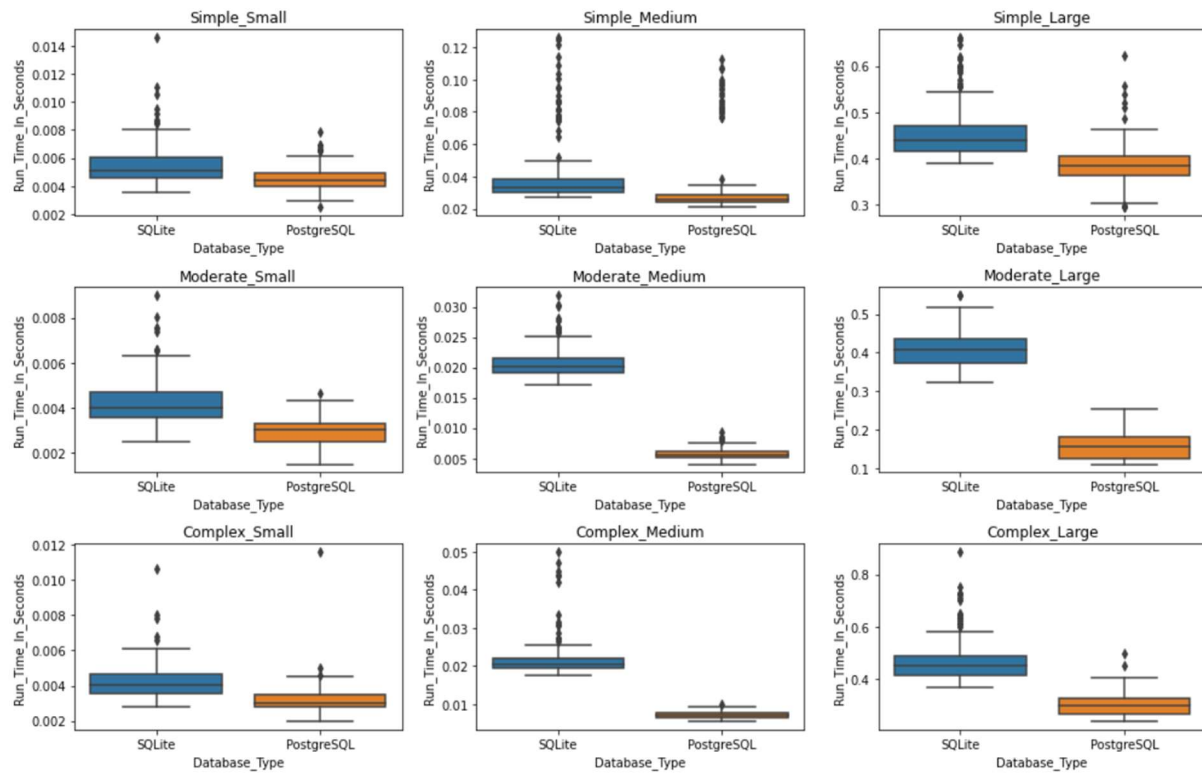 Simple_Small
Run_Time_In_Seconds
0.014
0.012
0.010
0.008
0.006
0.004
0.002
SQLite PostgreSQL
Database_Type
Simple_Medium
Run_Time_In_Seconds
0.12
0.10
0.08
0.06
0.04
0.02
SQLite PostgreSQL
Database_Type
Simple_Large
Run_Time_In_Seconds
0.6
0.5
0.4
0.3
SQLite PostgreSQL
Database_Type
Moderate_Small
Run_Time_In_Seconds
0.008
0.006
0.004
0.002
SQLite PostgreSQL
Database_Type
Moderate_Medium
Run_Time_In_Seconds
0.030
0.025
0.020
0.015
0.010
0.005
SQLite PostgreSQL
Database_Type
Moderate_Large
Run_Time_In_Seconds
0.5
0.4
0.3
0.2
0.1
SQLite PostgreSQL
Database_Type
Complex_Small
Run_Time_In_Seconds
0.012
0.010
0.008
0.006
0.004
0.002
SQLite PostgreSQL
Database_Type
Complex_Medium
Run_Time_In_Seconds
0.05
0.04
0.03
0.02
0.01
SQLite PostgreSQL
Database_Type
Complex_Large
Run_Time_In_Seconds
0.8
0.6
0.4
SQLite PostgreSQL
Database_Type